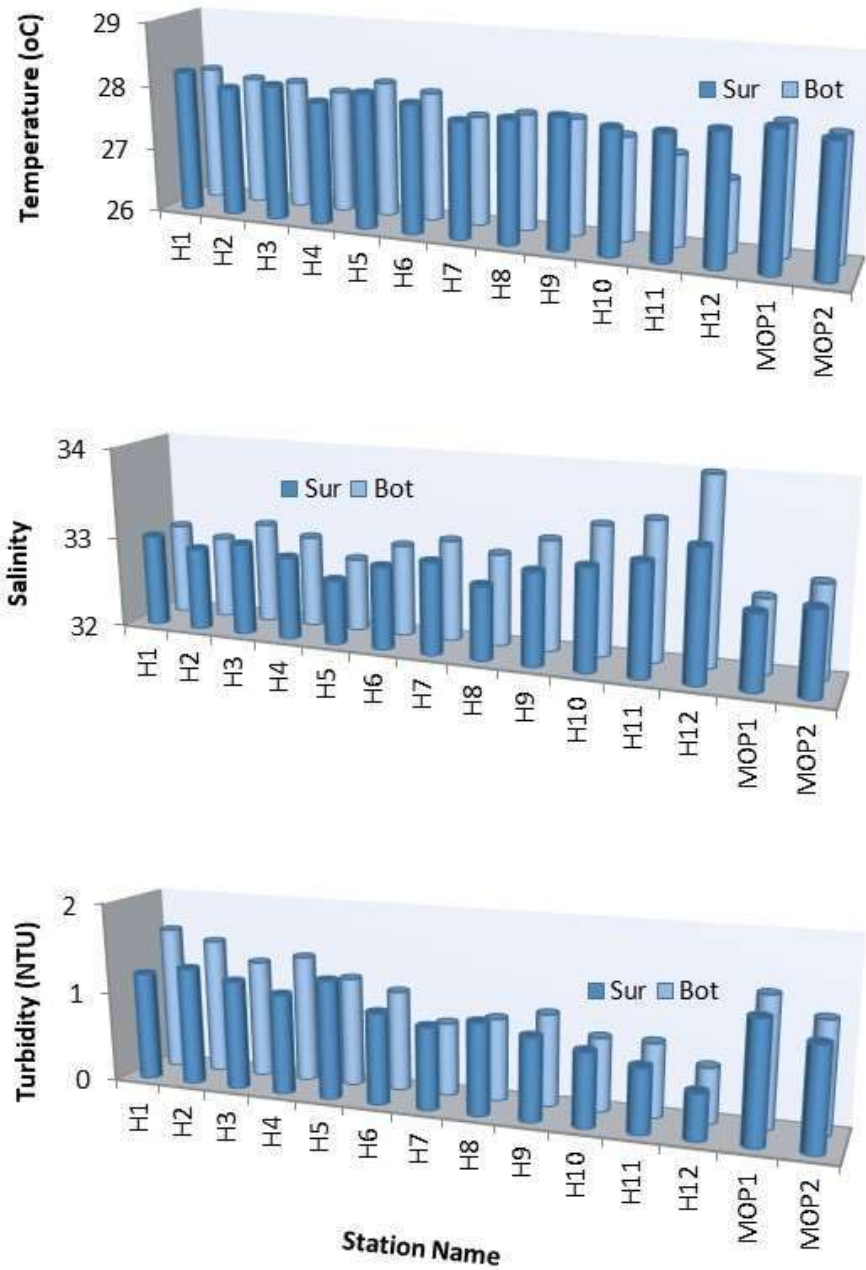 Temperature (oC)
29
28
27
26
Sur Bot
H1 H2 H3 H4 H5 H6 H7 H8 H9 H10 H11 H12 MOP1 MOP2
Salinity
34
33
32
Sur Bot
H1 H2 H3 H4 H5 H6 H7 H8 H9 H10 H11 H12 MOP1 MOP2
Turbidity (NTU)
2
1
0
Sur Bot
H1 H2 H3 H4 H5 H6 H7 H8 H9 H10 H11 H12 MOP1 MOP2
Station Name